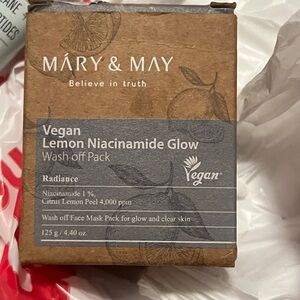 MÁRY & MAY
Believe in truth
Vegan
Lemon Niacinamide Glow
Wash off Pack
Vegan
Radiance
Niacinamide 1 %,
Citrus Lemon Peel 4,000 ppm
Wash off Face Mask Pack for glow and clear skin
125 g / 4.40 oz.